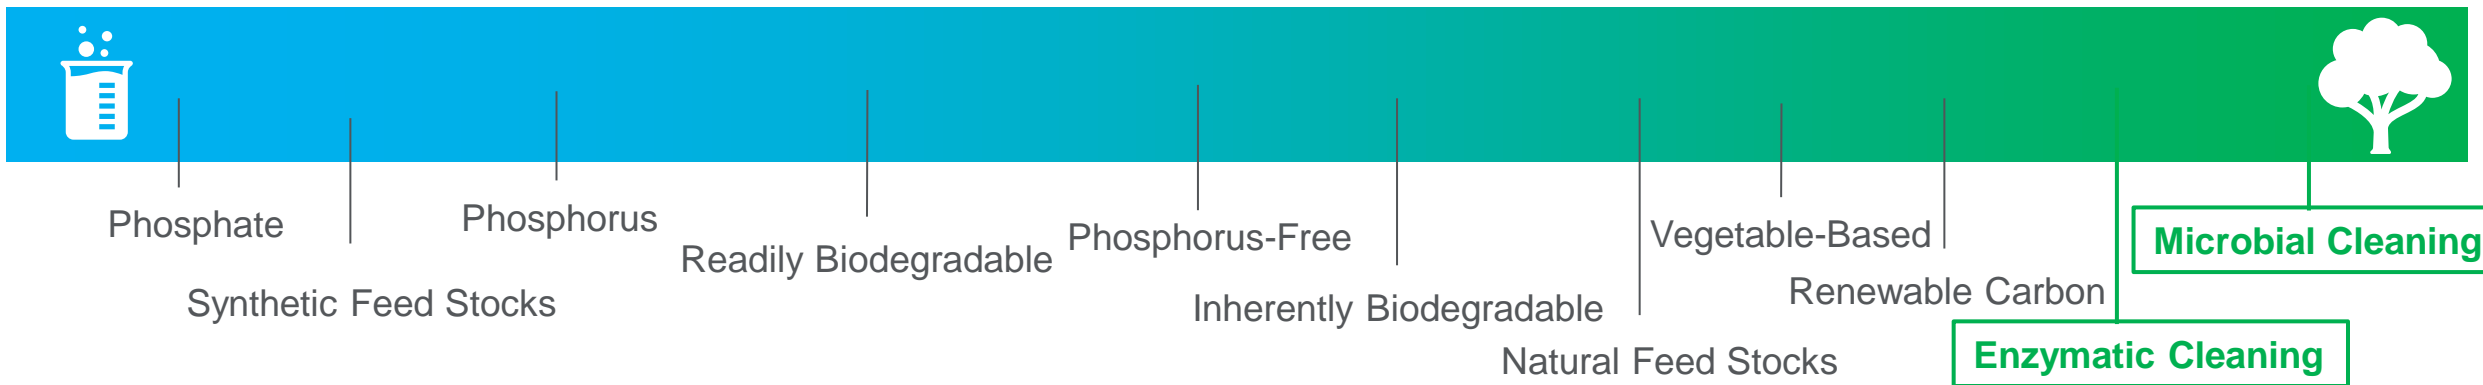 Phosphate
Synthetic Feed Stocks
Phosphorus
Readily Biodegradable
Phosphorus-Free
Inherently Biodegradable
Natural Feed Stocks
Vegetable-Based
Renewable Carbon
Enzymatic Cleaning
Microbial Cleaning